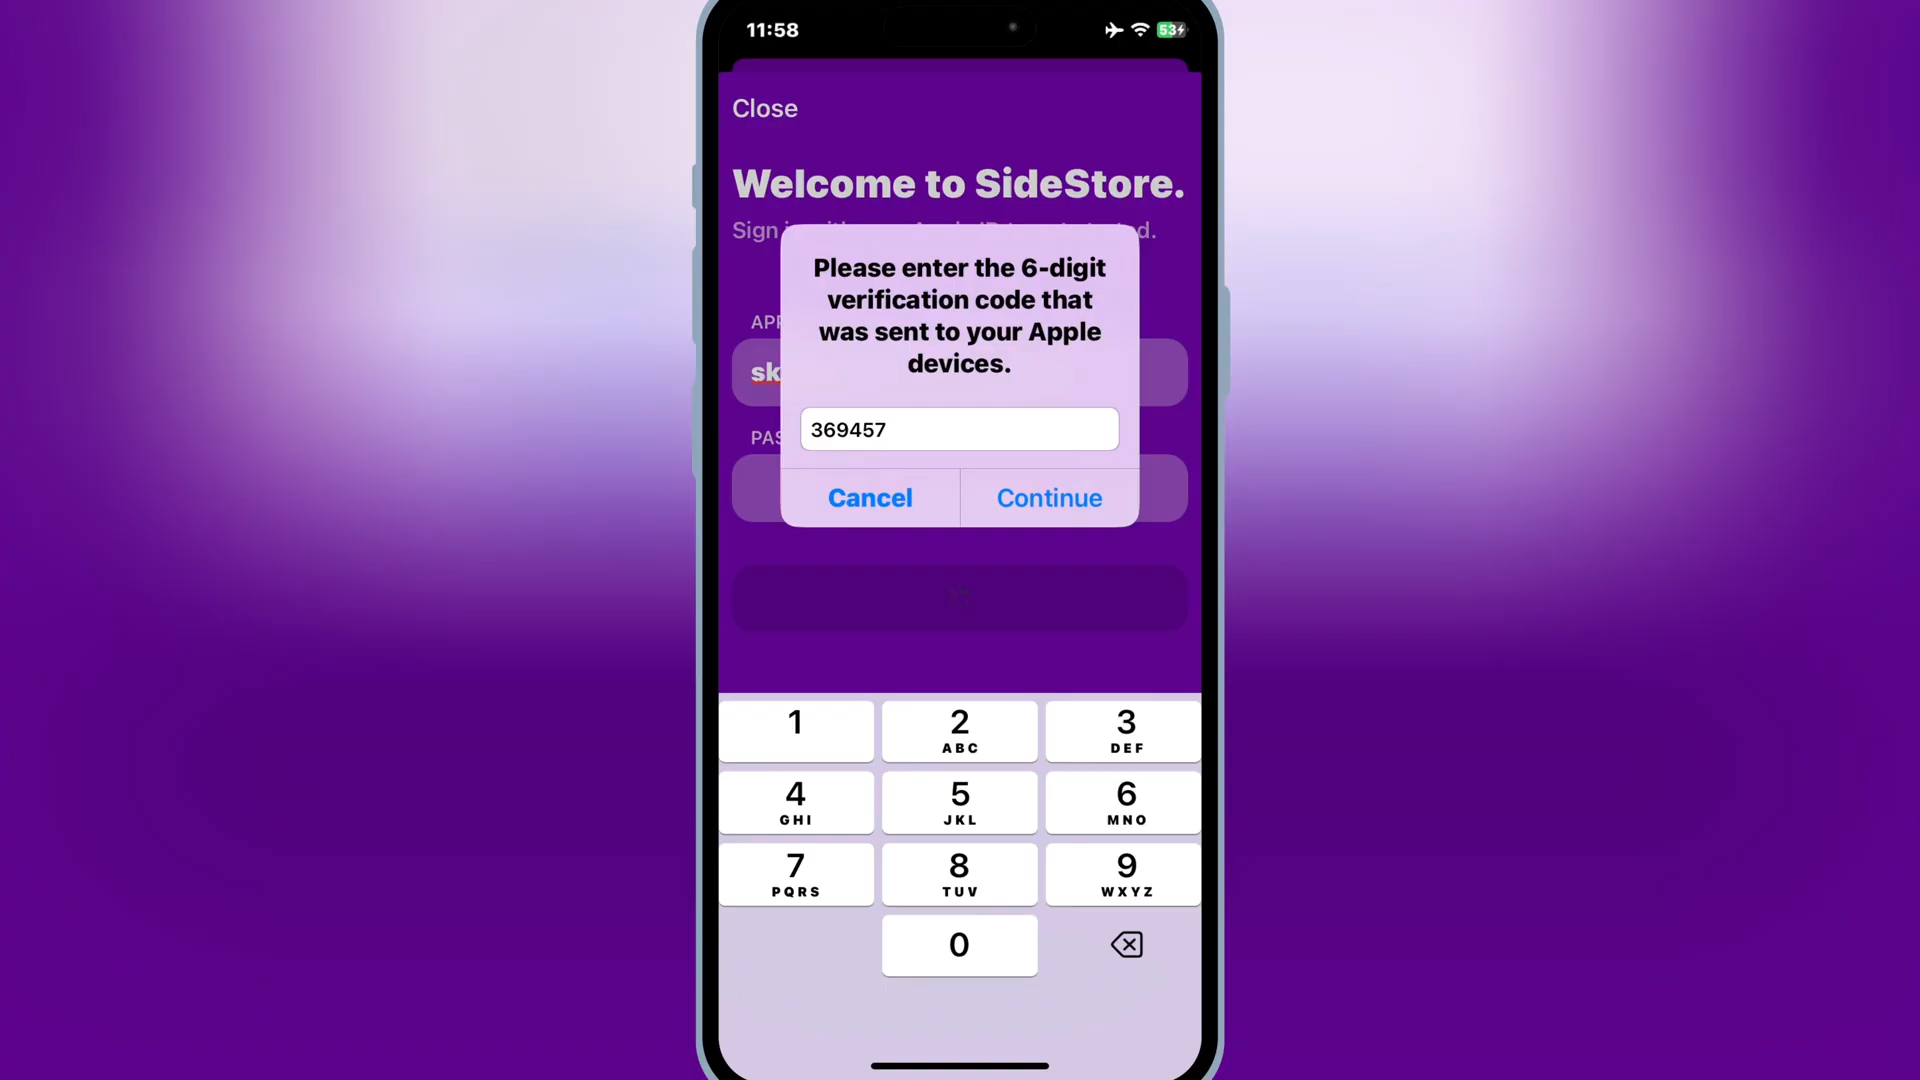 11:58
53
Close
Welcome to SideStore.
Sign d.
Please enter the 6-digit
verification code that
was sent to your Apple
devices.
APP
sk
369457
PAS
Cancel Continue
1 2 3
ABC DEF
4 5 6
GHI JKL MNO
7 8 9
PQRS TUV WXYZ
0